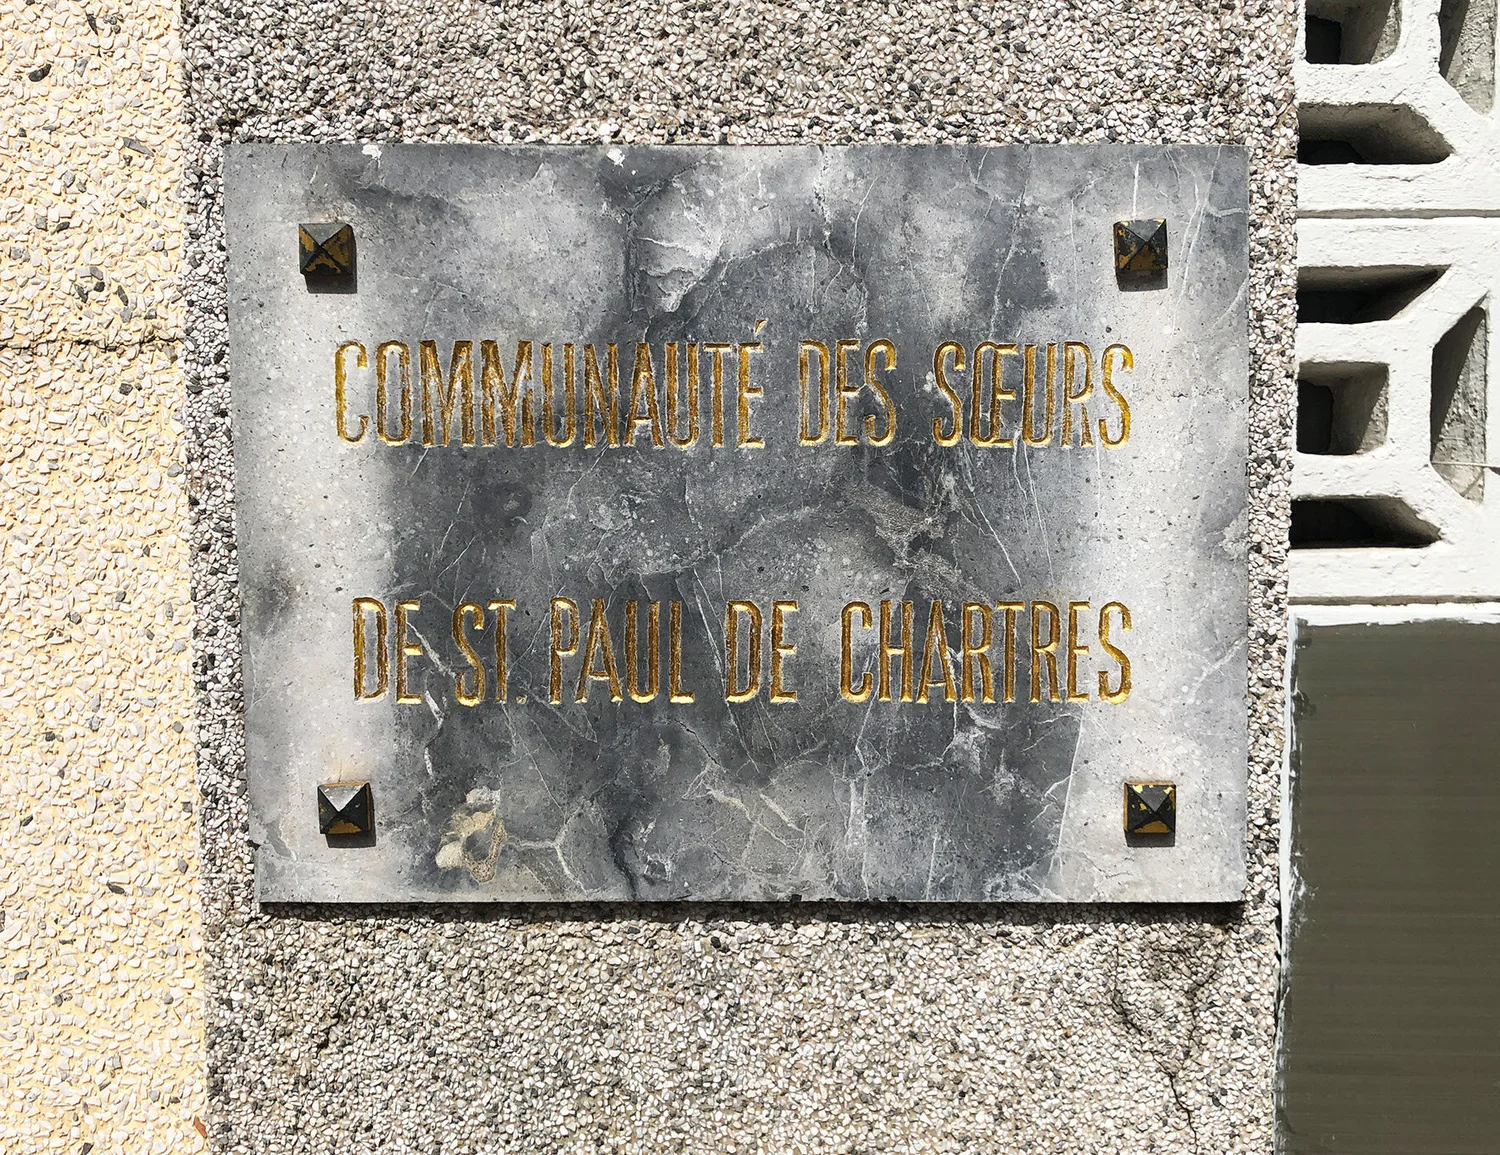 COMMUNAUTÉ DES SŒURS
DE ST. PAUL DE CHARTRES